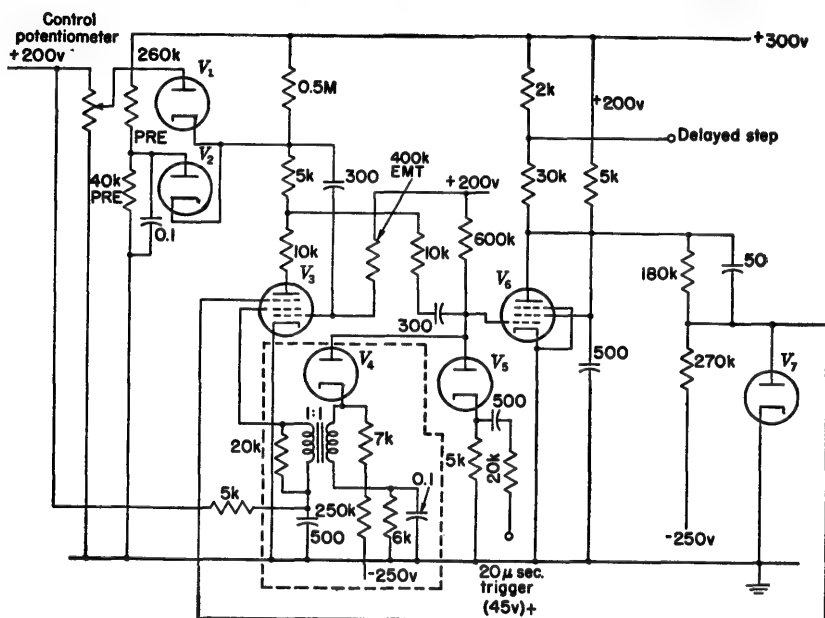 Control
potentiometer
+200v
260k
V1
+300v
0.5M
2k
+200v
Delayed step
PRE
V2
40k
PRE
0.1
5k
300
400k
EMT
+200v
30k
5k
10k
V3
10k
600k
V6
180k
50
300
V4
V5
500
270k
V7
1:1
20k
7k
500
5k
20k
0.1
5k
250k
6k
500
-250v
-250v
20μ sec.
trigger
(45v)+